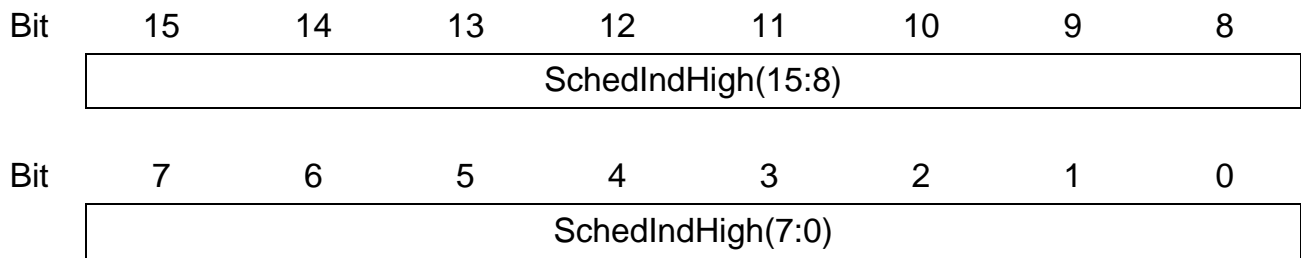 Bit 15 14 13 12 11 10 9 8
SchedIndHigh(15:8)
Bit 7 6 5 4 3 2 1 0
SchedIndHigh(7:0)